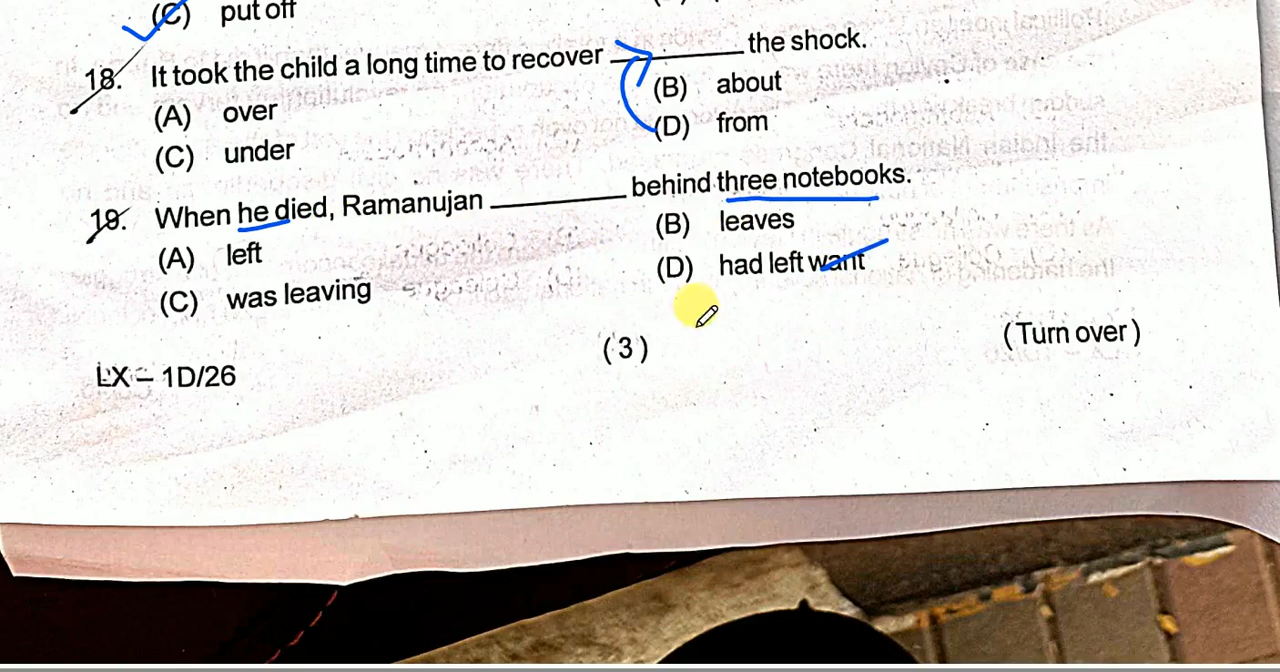 (C) put off
18. It took the child a long time to recover ________ the shock.
(A) over
(B) about
(C) under
(D) from
19. When he died, Ramanujan ________ behind three notebooks.
(A) left
(B) leaves
(C) was leaving
(D) had left want
(3)
(Turn over)
LX – 1D/26